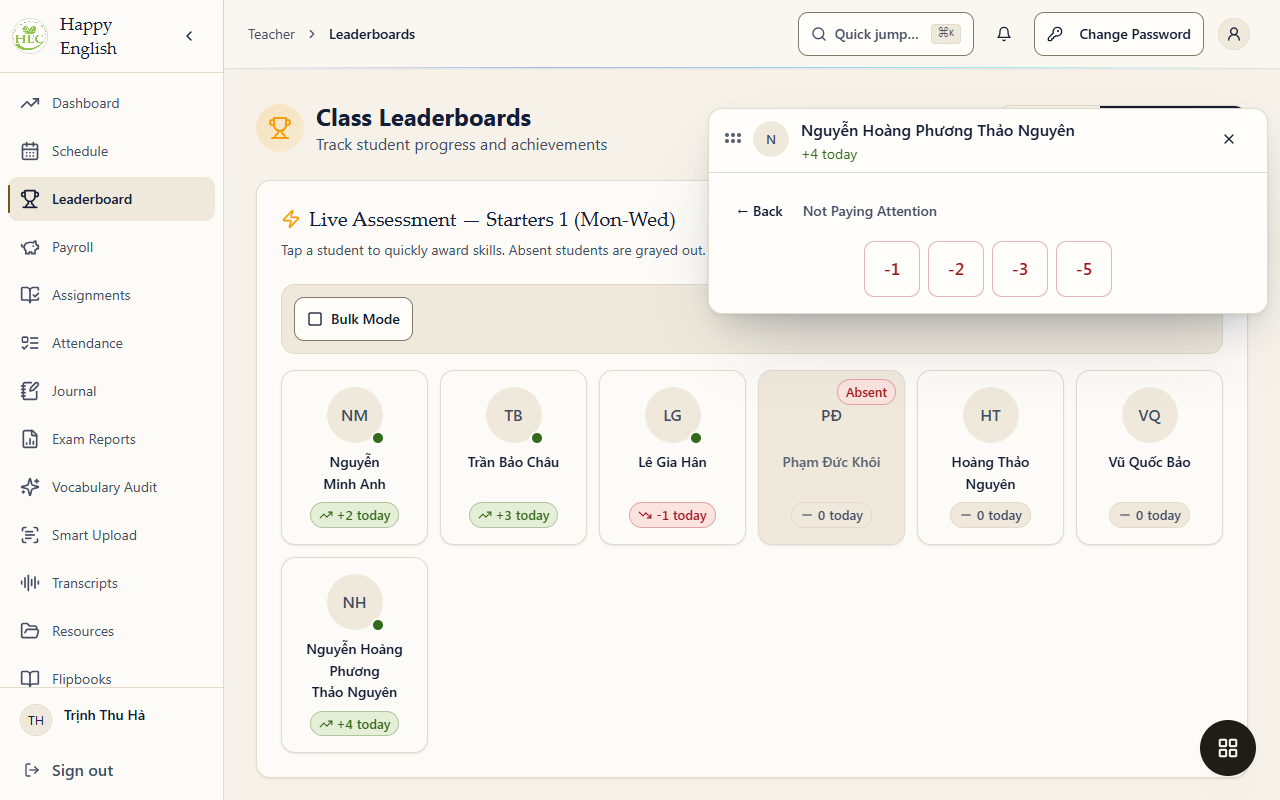 HEC
Happy
English
Dashboard
Schedule
Leaderboard
Payroll
Assignments
Attendance
Journal
Exam Reports
Vocabulary Audit
Smart Upload
Transcripts
Resources
Flipbooks
TH
Trịnh Thu Hà
Sign out
Teacher
Leaderboards
Quick jump...
⌘K
Change Password
Class Leaderboards
Track student progress and achievements
N
Nguyễn Hoàng Phương Thảo Nguyên
+4 today
← Back
Not Paying Attention
-1
-2
-3
-5
Live Assessment — Starters 1 (Mon-Wed)
Tap a student to quickly award skills. Absent students are grayed out.
Bulk Mode
NM
Nguyễn
Minh Anh
+2 today
TB
Trần Bảo Châu
+3 today
LG
Lê Gia Hân
-1 today
Absent
PĐ
Phạm Đức Khôi
0 today
HT
Hoàng Thảo
Nguyên
0 today
VQ
Vũ Quốc Bảo
0 today
NH
Nguyễn Hoàng
Phương
Thảo Nguyên
+4 today